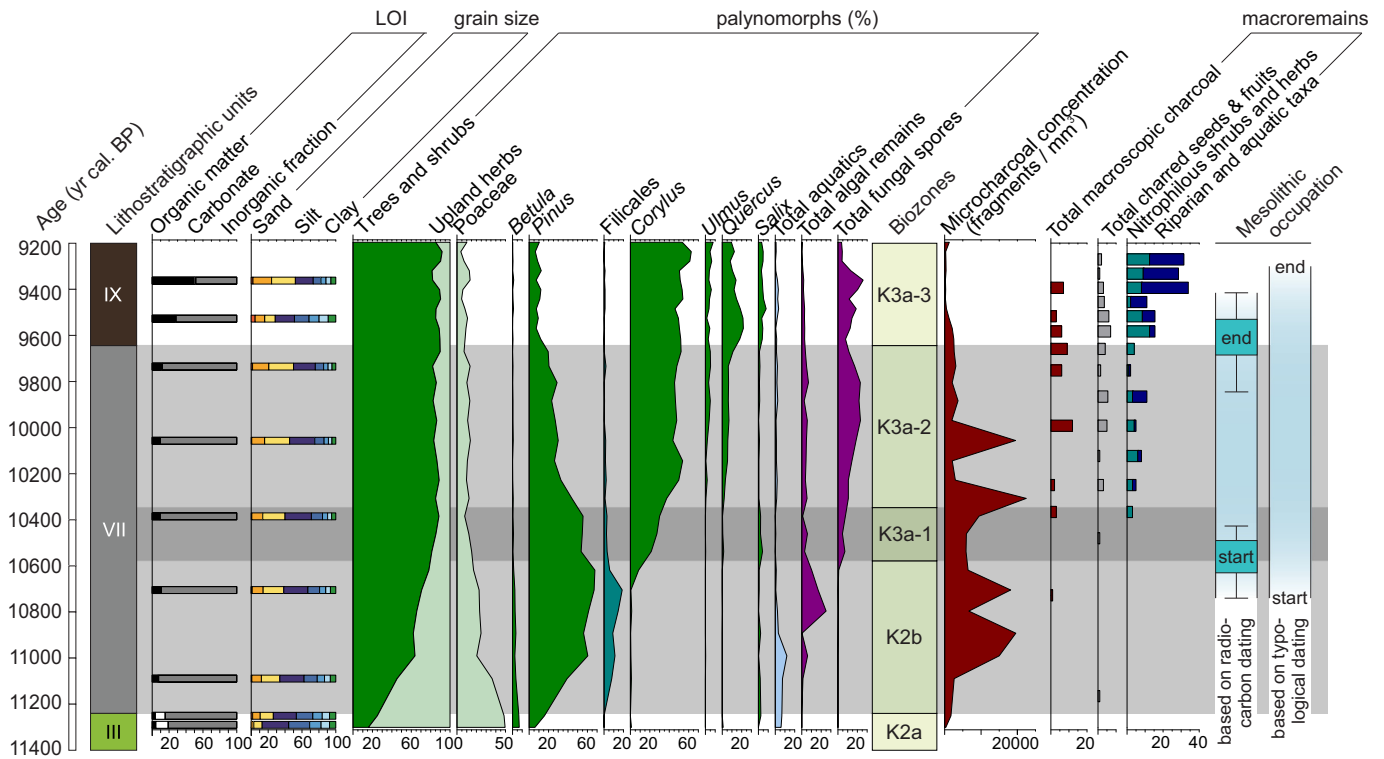 LOI
grain size
palynomorphs (%)
macroremains
Age (yr cal. BP)
Lithostratigraphic units
Organic matter
Carbonate
Inorganic fraction
Sand
Silt
Clay
Trees and shrubs
Upland herbs
Poaceae
Betula
Pinus
Filicales
Corylus
Ulmus
Quercus
Salix
Total aquatics
Total algal remains
Total fungal spores
Biozones
Microcharcoal concentration
(fragments / mm³)
Total macroscopic charcoal
Total charred seeds & fruits
Nitrophilous shrubs and herbs
Riparian and aquatic taxa
Mesolithic
occupation
9200
9400
9600
9800
10000
10200
10400
10600
10800
11000
11200
11400
IX
VII
III
K3a-3
K3a-2
K3a-1
K2b
K2a
end
end
start
start
based on radio-
carbon dating
based on typo-
logical dating
20 60 100 20 60 100 20 60 100 50 20 60 20 20 60 20 20 20 20 20000 20 20 40